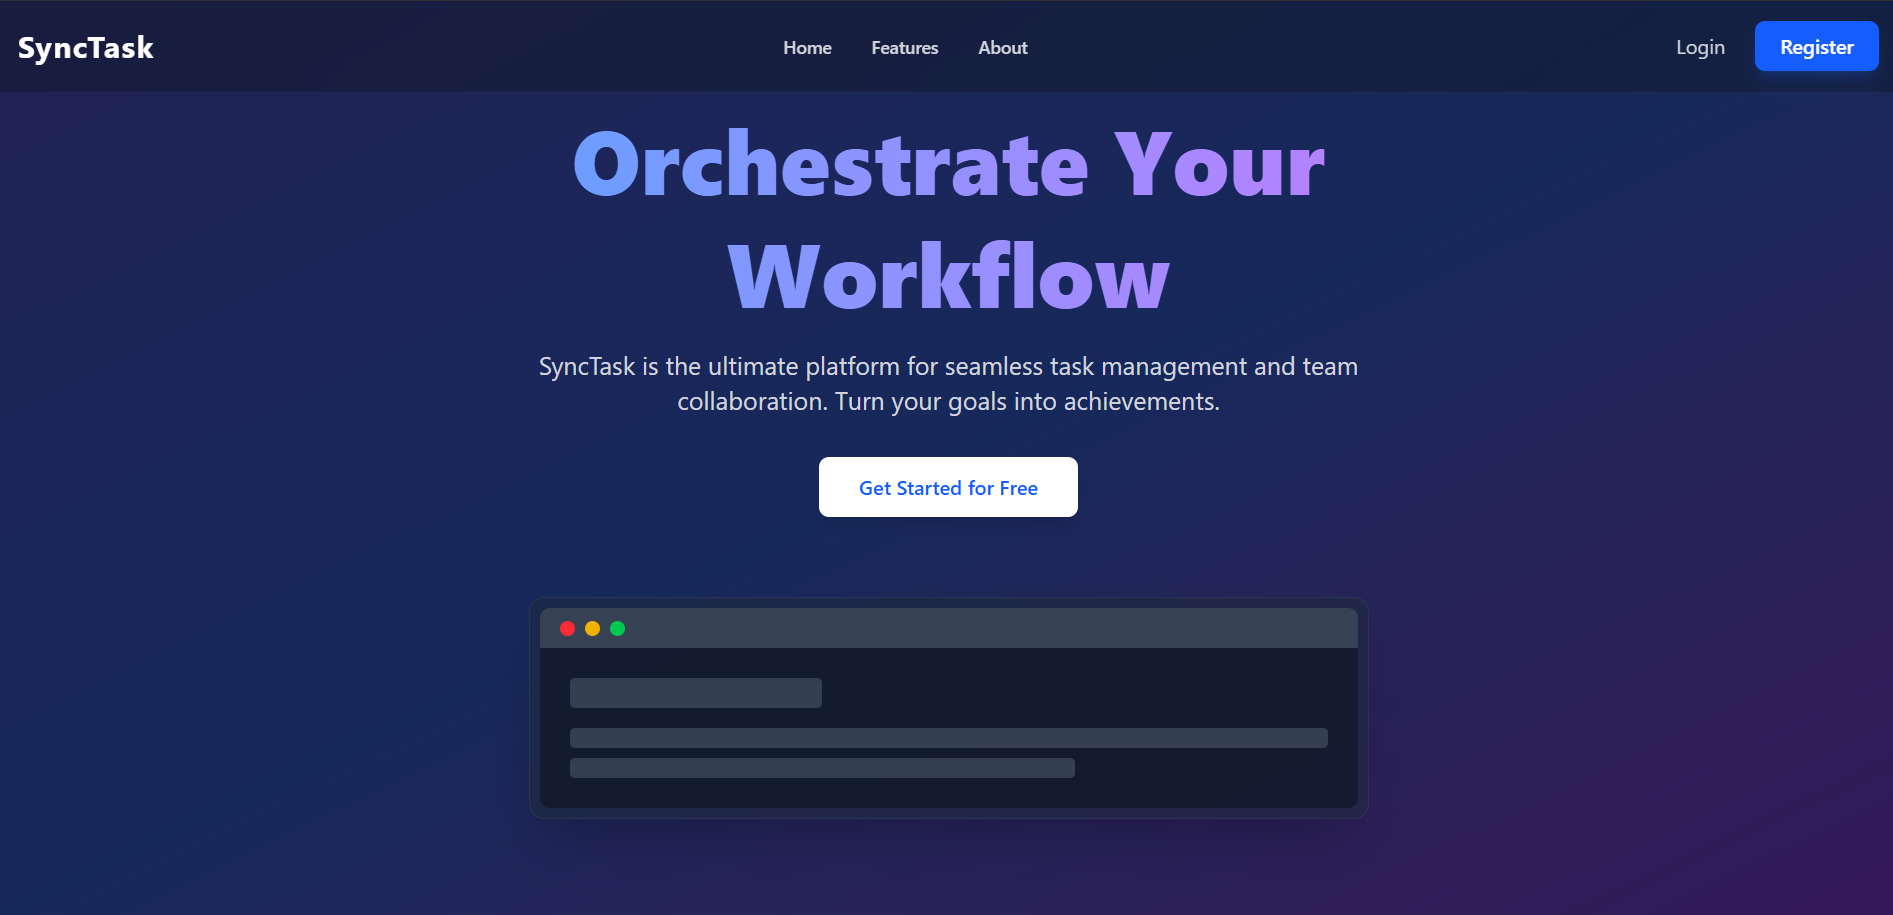 SyncTask
Home
Features
About
Login
Register
Orchestrate Your
Workflow
SyncTask is the ultimate platform for seamless task management and team
collaboration. Turn your goals into achievements.
Get Started for Free